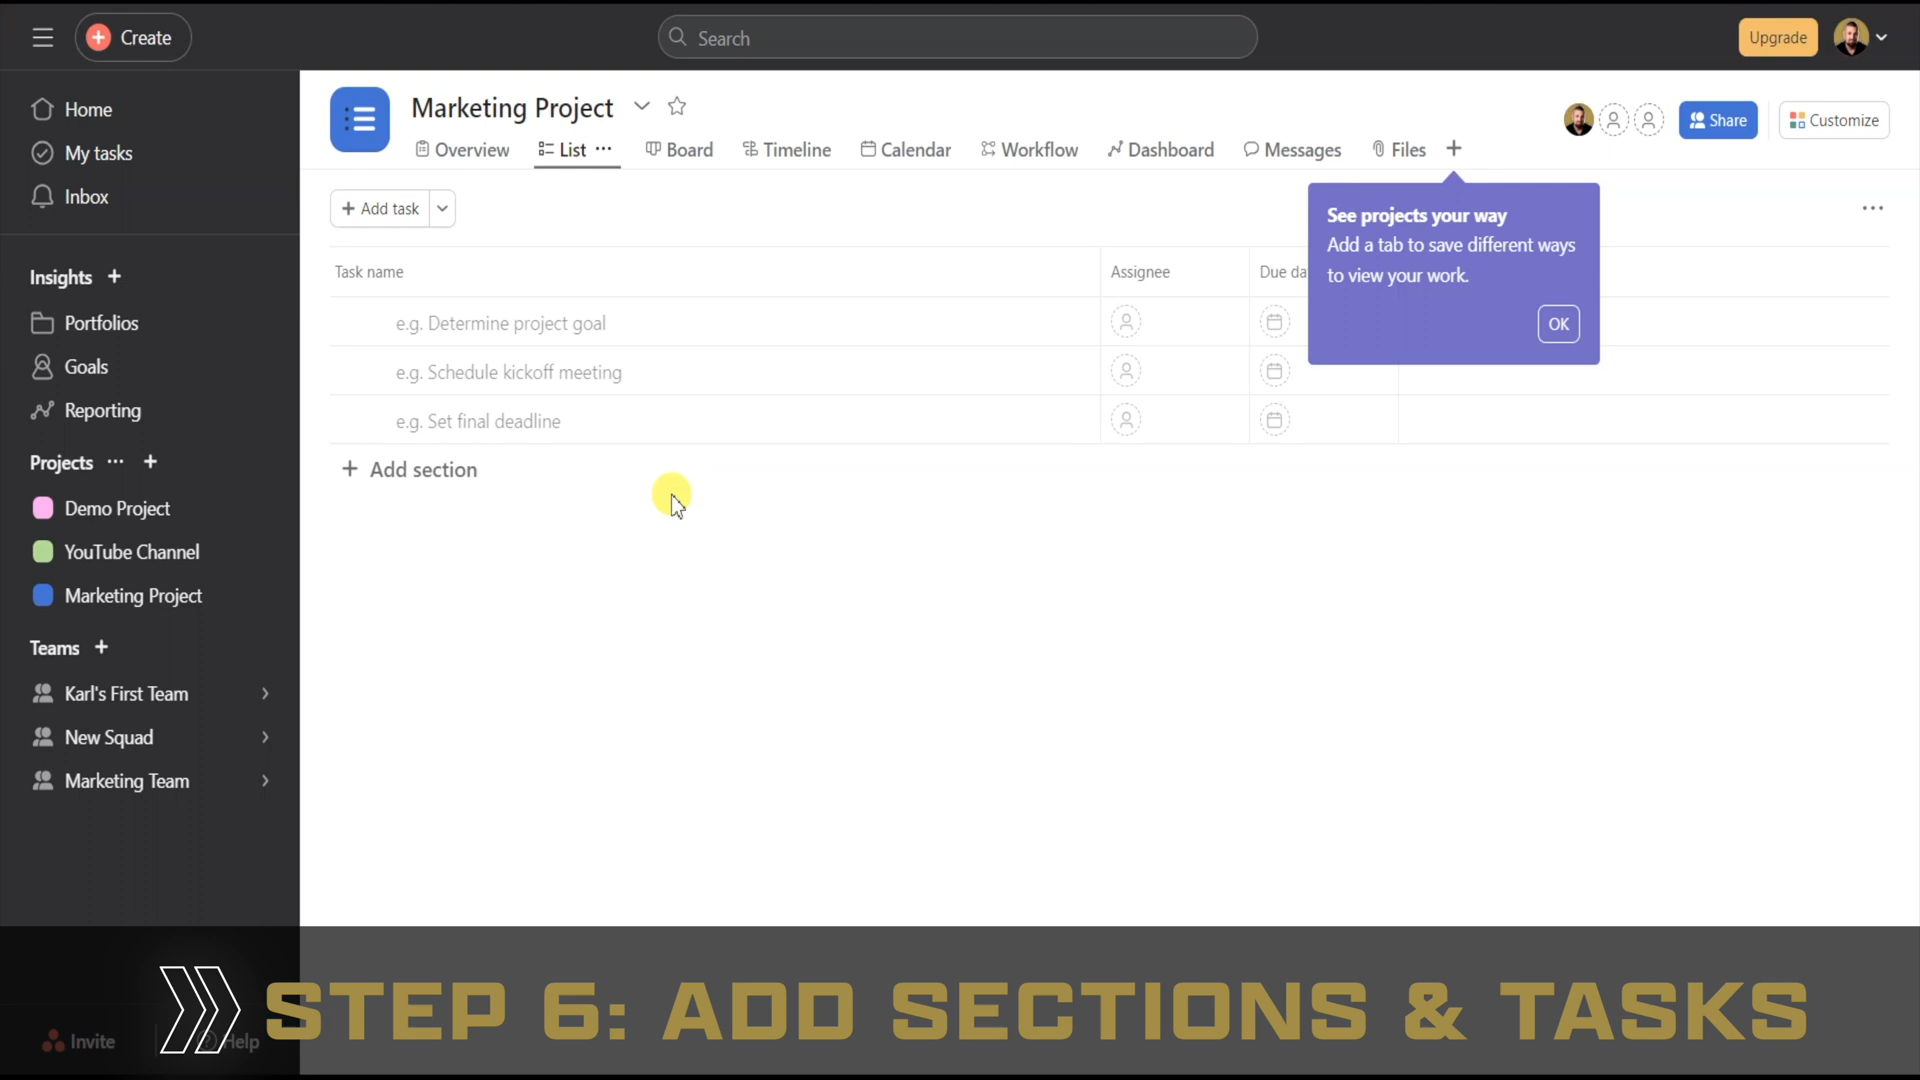 Create
Search
Upgrade
Home
My tasks
Inbox
Insights +
Portfolios
Goals
Reporting
Projects ... +
Demo Project
YouTube Channel
Marketing Project
Teams +
Karl's First Team
New Squad
Marketing Team
Invite
Help
Marketing Project
Share
Customize
Overview
List ...
Board
Timeline
Calendar
Workflow
Dashboard
Messages
Files
+
+ Add task
See projects your way
Add a tab to save different ways
to view your work.
OK
Task name
Assignee
Due da
e.g. Determine project goal
e.g. Schedule kickoff meeting
e.g. Set final deadline
+ Add section
STEP 6: ADD SECTIONS & TASKS